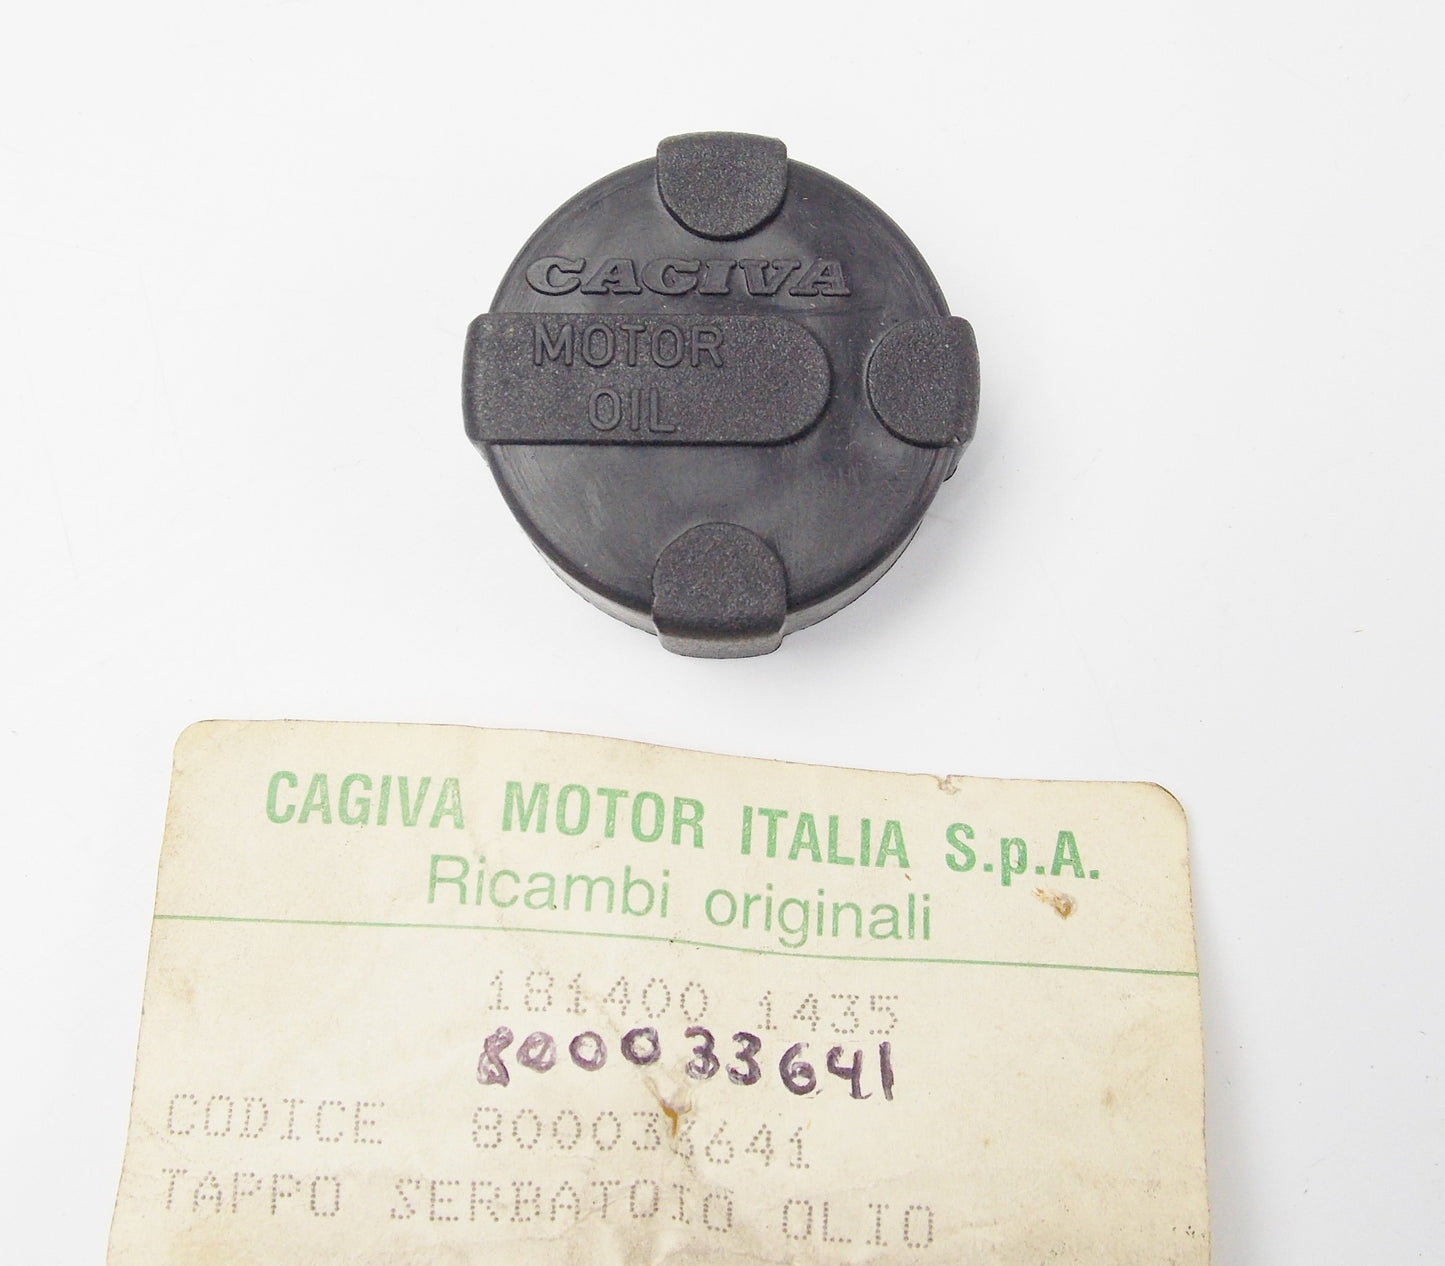 CAGIVA
MOTOR
OIL
CAGIVA MOTOR ITALIA S.p.A.
Ricambi originali
181400 1435
800033641
CODICE 800033641
TAPPO SERBATOIO OLIO